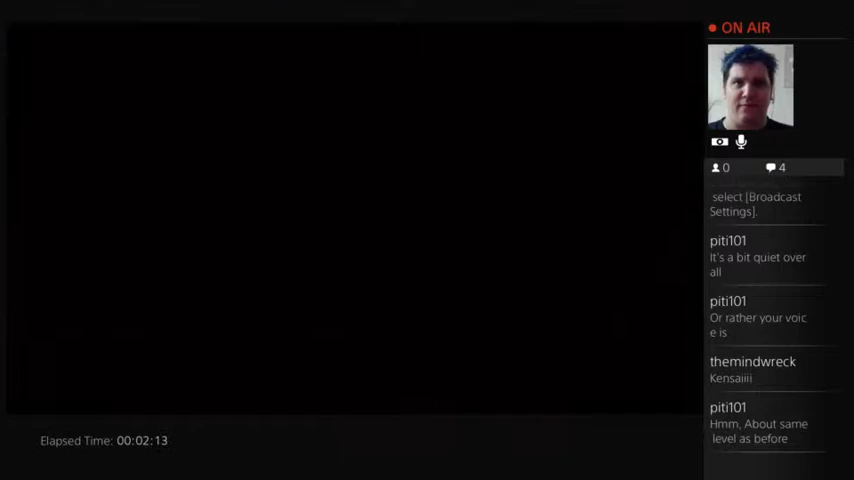 ON AIR
0 4
select [Broadcast
Settings].
piti101
It's a bit quiet over
all
piti101
Or rather your voic
e is
themindwreck
Kensaiiii
piti101
Hmm, About same
level as before
Elapsed Time: 00:02:13